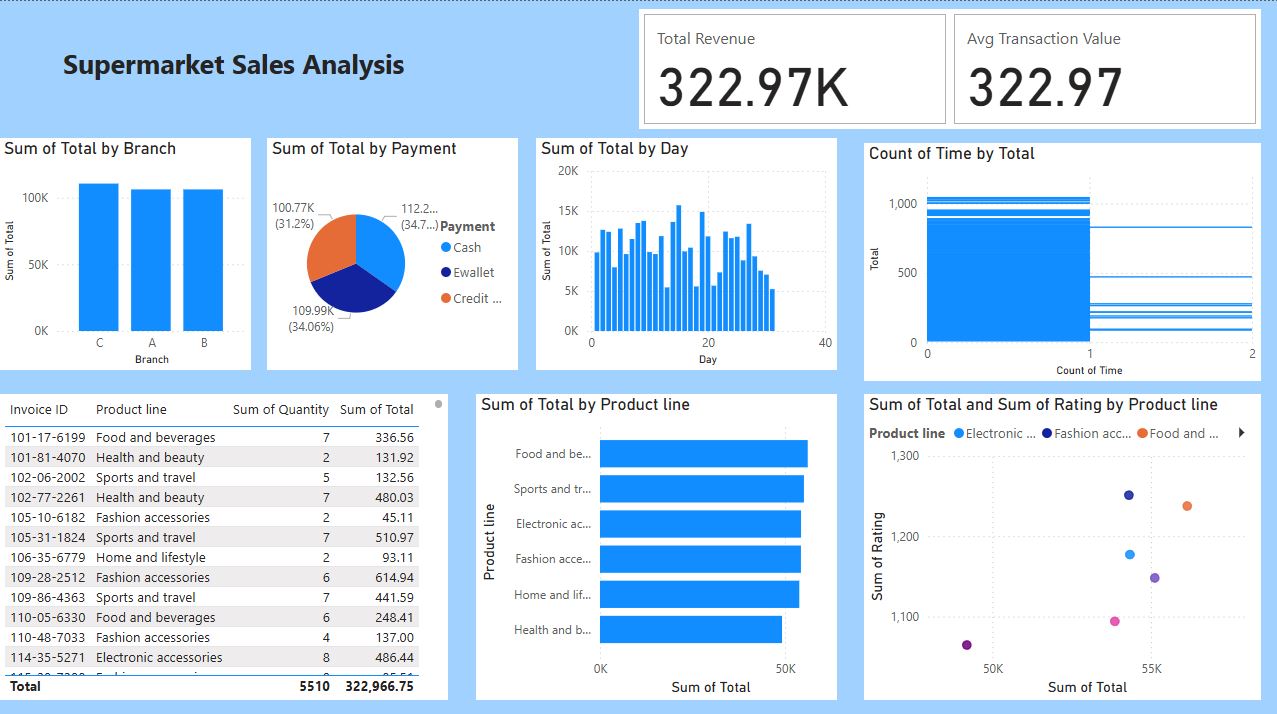 Supermarket Sales Analysis
Total Revenue
322.97K
Avg Transaction Value
322.97
Sum of Total by Branch
Sum of Total
100K
50K
0K
C A B
Branch
Sum of Total by Payment
100.77K
(31.2%)
112.2...
(34.7...)
109.99K
(34.06%)
Payment
Cash
Ewallet
Credit ...
Sum of Total by Day
Sum of Total
20K
15K
10K
5K
0K
0 20 40
Day
Count of Time by Total
Total
1,000
500
0
0 1 2
Count of Time
Invoice ID Product line Sum of Quantity Sum of Total
101-17-6199 Food and beverages 7 336.56
101-81-4070 Health and beauty 2 131.92
102-06-2002 Sports and travel 5 132.56
102-77-2261 Health and beauty 7 480.03
105-10-6182 Fashion accessories 2 45.11
105-31-1824 Sports and travel 7 510.97
106-35-6779 Home and lifestyle 2 93.11
109-28-2512 Fashion accessories 6 614.94
109-86-4363 Sports and travel 7 441.59
110-05-6330 Food and beverages 6 248.41
110-48-7033 Fashion accessories 4 137.00
114-35-5271 Electronic accessories 8 486.44
Total 5510 322,966.75
Sum of Total by Product line
Product line
Food and be...
Sports and tr...
Electronic ac...
Fashion acce...
Home and lif...
Health and b...
0K 50K
Sum of Total
Sum of Total and Sum of Rating by Product line
Product line Electronic ... Fashion acc... Food and ...
Sum of Rating
1,300
1,200
1,100
50K 55K
Sum of Total